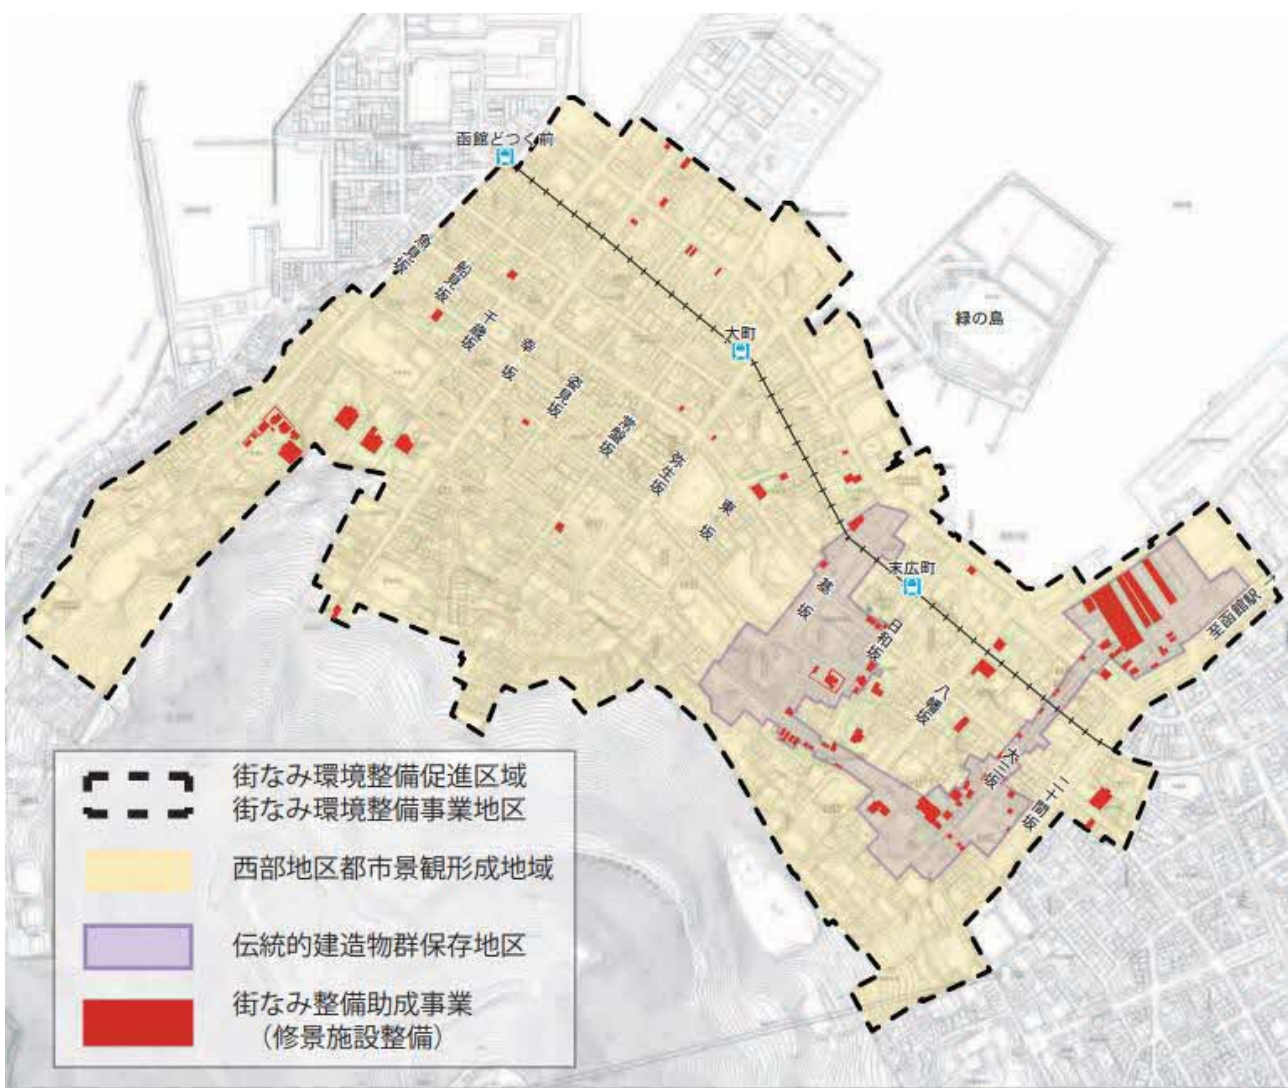 函館どつく前
魚見坂
船見坂
千歳坂
幸坂
姿見坂
常盤坂
弥生坂
東坂
大町
緑の島
末広町
基坂
日和坂
八幡坂
大三坂
二十間坂
至函館駅
街なみ環境整備促進区域
街なみ環境整備事業地区
西部地区都市景観形成地域
伝統的建造物群保存地区
街なみ整備助成事業
（修景施設整備）